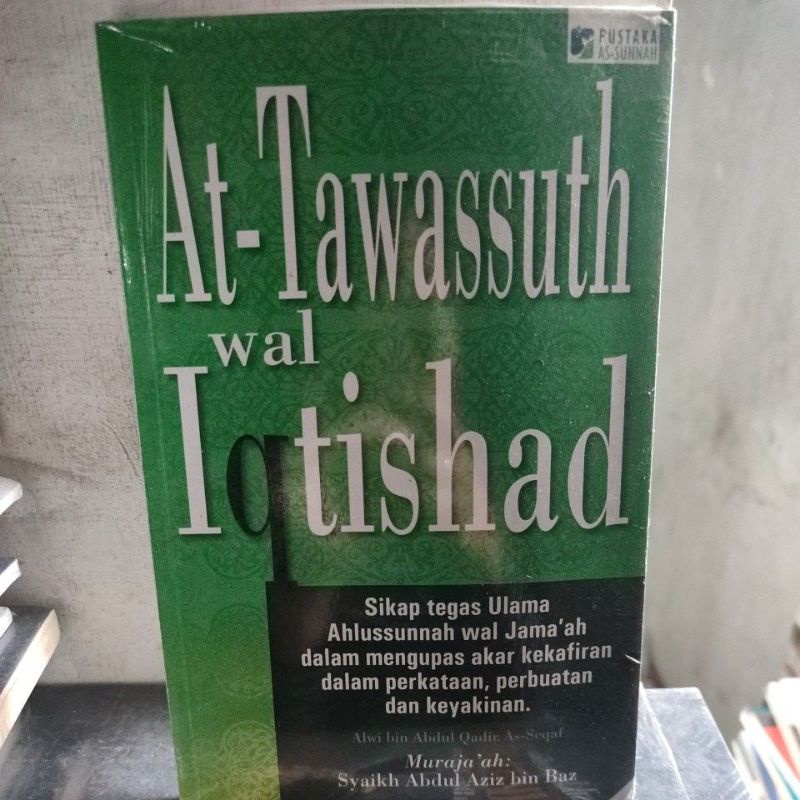 PUSTAKA
AS-SUNNAH
At-Tawassuth
wal
Iqtishad
Sikap tegas Ulama
Ahlussunnah wal Jama'ah
dalam mengupas akar kekafiran
dalam perkataan, perbuatan
dan keyakinan.
Alwi bin Abdul Qadir As-Seqaf
Muraja'ah:
Syaikh Abdul Aziz bin Baz